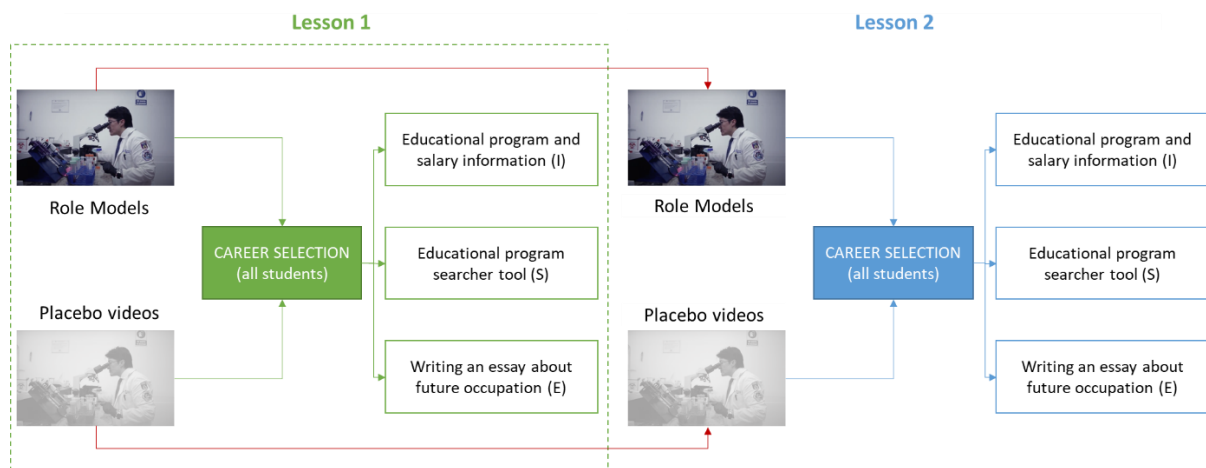 Lesson 1
Lesson 2
Role Models
CAREER SELECTION
(all students)
Placebo videos
Educational program and
salary information (I)
Educational program
searcher tool (S)
Writing an essay about
future occupation (E)
Role Models
CAREER SELECTION
(all students)
Placebo videos
Educational program and
salary information (I)
Educational program
searcher tool (S)
Writing an essay about
future occupation (E)